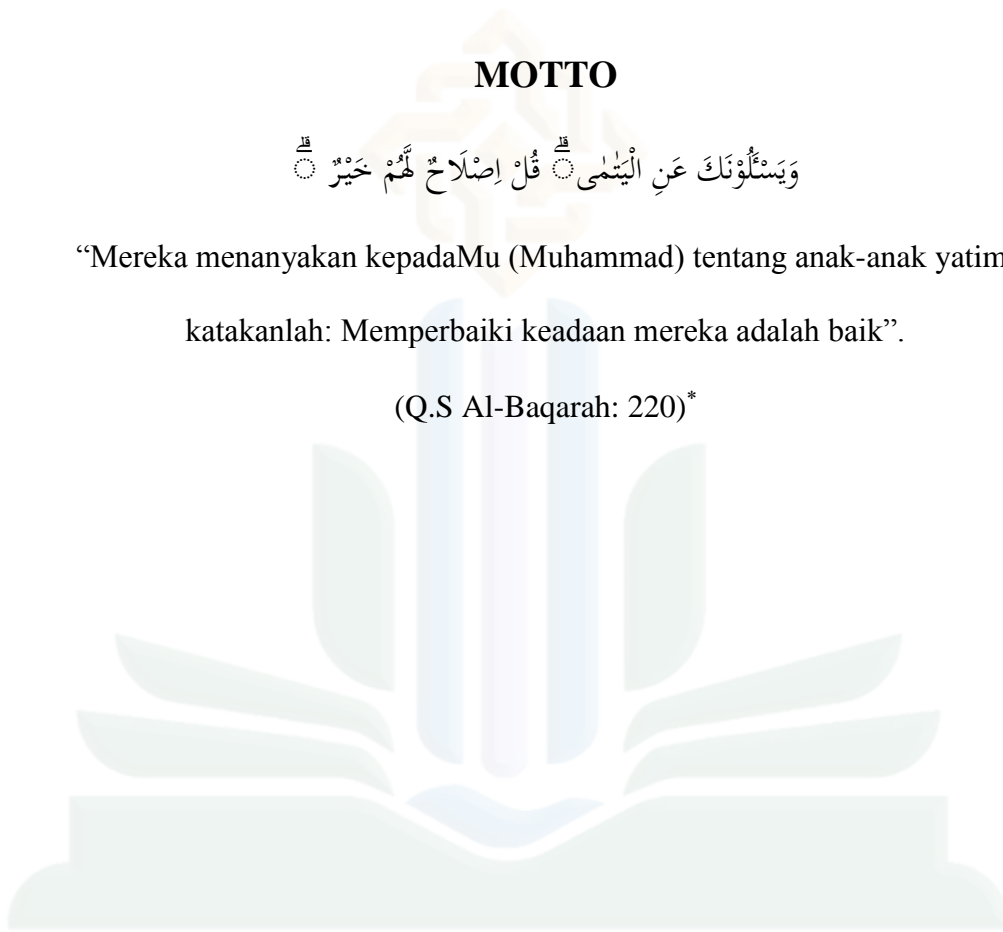 MOTTO
وَيَسْـَٔلُوْنَكَ عَنِ الْيَتٰمٰىۗ قُلْ اِصْلَاحٌ لَّهُمْ خَيْرٌ ۗ
“Mereka menanyakan kepadaMu (Muhammad) tentang anak-anak yatim
katakanlah: Memperbaiki keadaan mereka adalah baik”.
(Q.S Al-Baqarah: 220)*